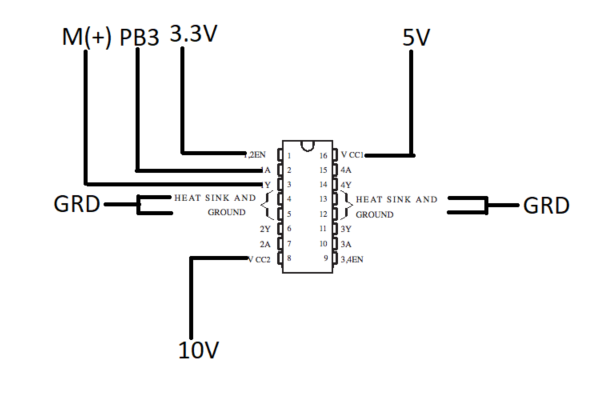 M(+) PB3 3.3V 5V
1,2EN 1 16 V CC1
1A 2 15 4A
1Y 3 14 4Y
GRD HEAT SINK AND 4 13 HEAT SINK AND GRD
GROUND 5 12 GROUND
2Y 6 11 3Y
2A 7 10 3A
V CC2 8 9 3,4EN
10V